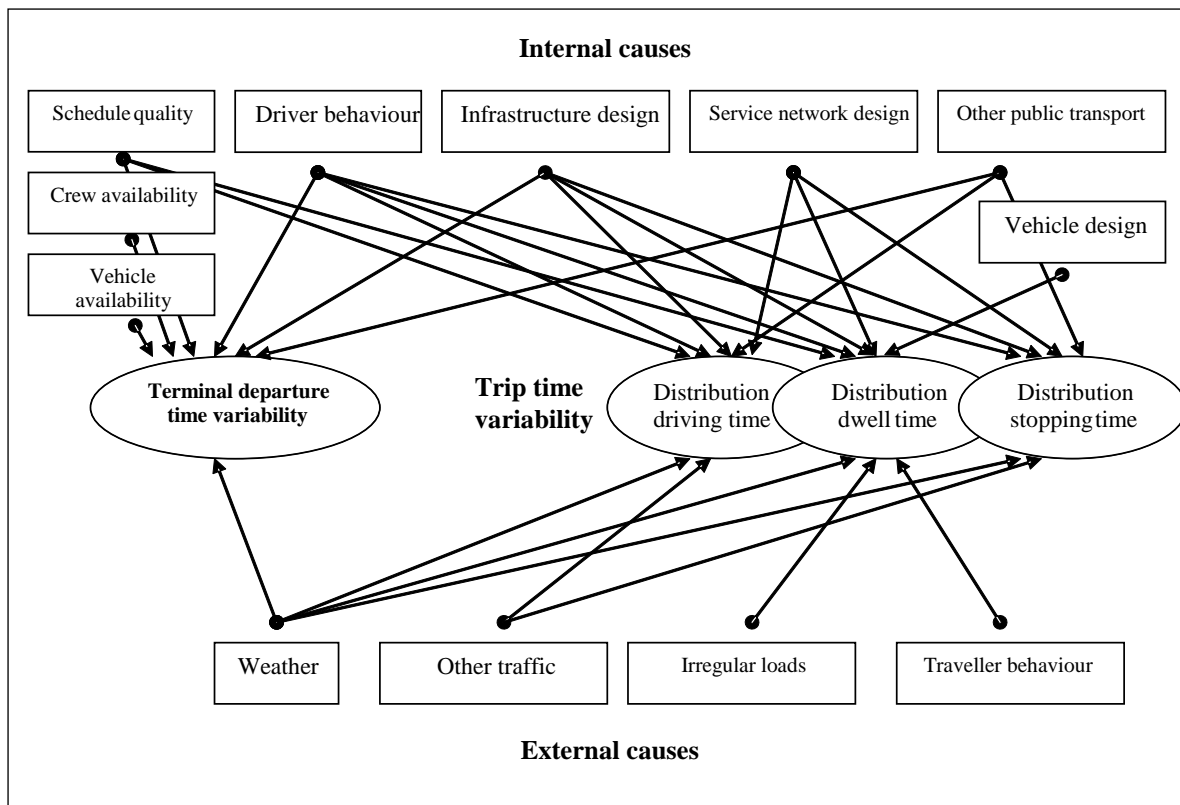 Internal causes
Schedule quality
Driver behaviour
Infrastructure design
Service network design
Other public transport
Crew availability
Vehicle design
Vehicle
availability
Terminal departure
time variability
Trip time
variability
Distribution
driving time
Distribution
dwell time
Distribution
stopping time
Weather
Other traffic
Irregular loads
Traveller behaviour
External causes